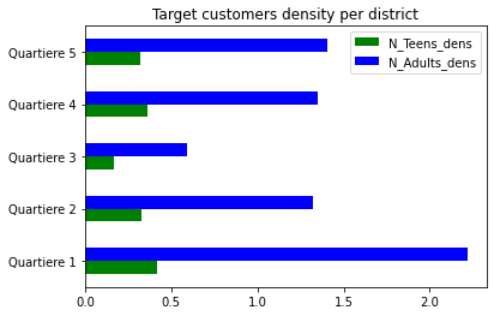 Target customers density per district
N_Teens_dens
N_Adults_dens
Quartiere 5
Quartiere 4
Quartiere 3
Quartiere 2
Quartiere 1
0.0 0.5 1.0 1.5 2.0